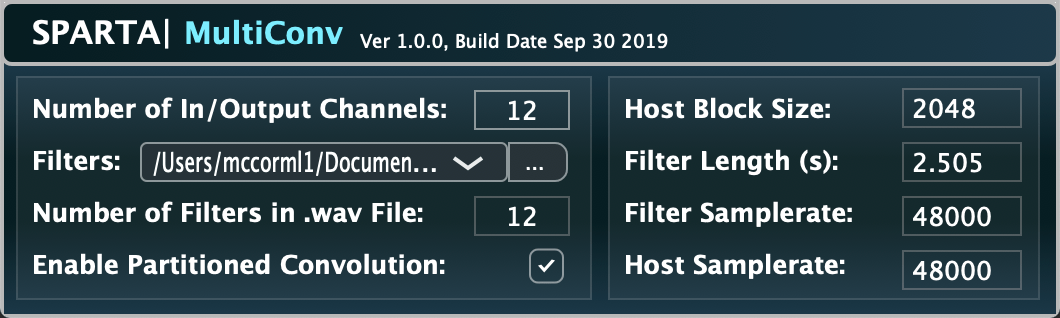 SPARTA| MultiConv Ver 1.0.0, Build Date Sep 30 2019
Number of In/Output Channels: 12
Filters: /Users/mccorml1/Documen... ...
Number of Filters in .wav File: 12
Enable Partitioned Convolution:
Host Block Size: 2048
Filter Length (s): 2.505
Filter Samplerate: 48000
Host Samplerate: 48000